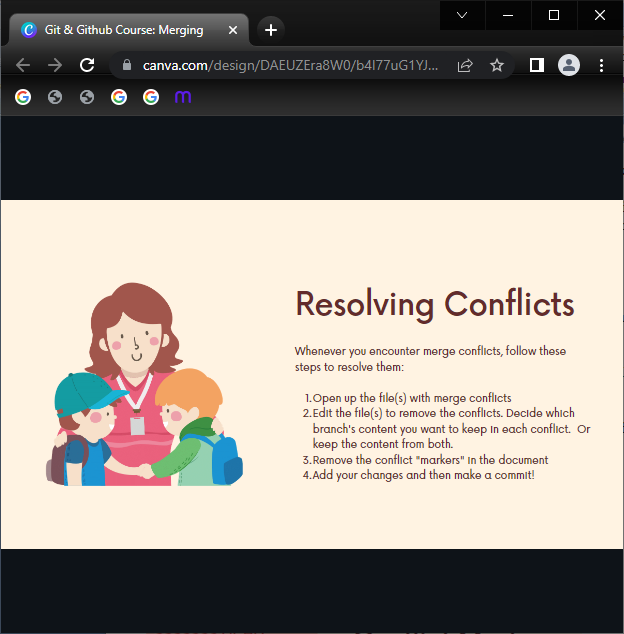 Git & Github Course: Merging
canva.com/design/DAEUZEra8W0/b4I77uG1YJ...
Resolving Conflicts
Whenever you encounter merge conflicts, follow these
steps to resolve them:
1.Open up the file(s) with merge conflicts
2.Edit the file(s) to remove the conflicts. Decide which
branch's content you want to keep in each conflict. Or
keep the content from both.
3.Remove the conflict "markers" in the document
4.Add your changes and then make a commit!